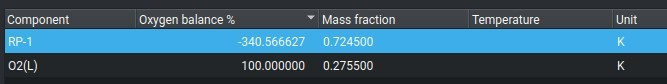 Component Oxygen balance % Mass fraction Temperature Unit
RP-1 -340.566627 0.724500 K
O2(L) 100.000000 0.275500 K